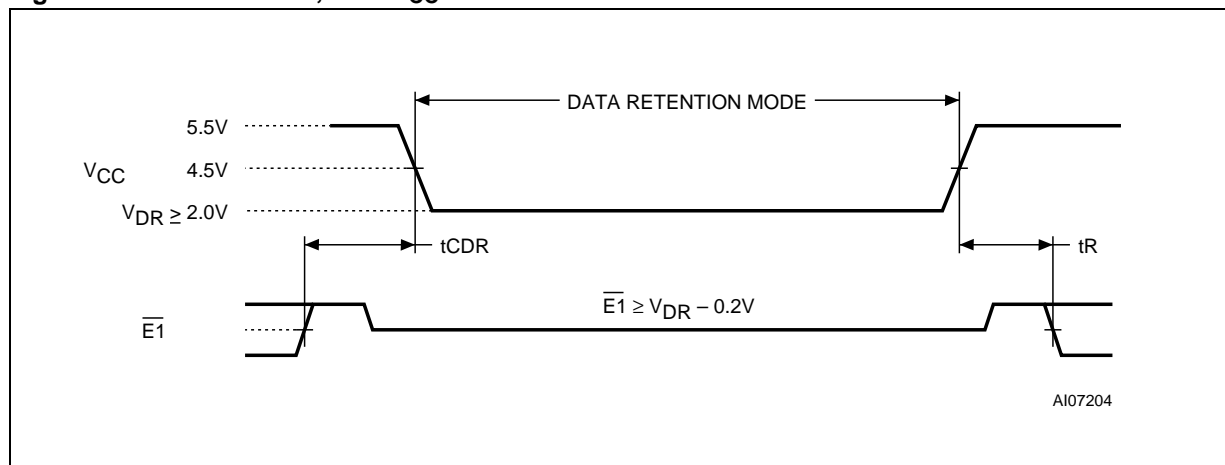 DATA RETENTION MODE
5.5V
VCC 4.5V
VDR ≥ 2.0V
tCDR
tR
E1 ≥ VDR – 0.2V
E1
AI07204